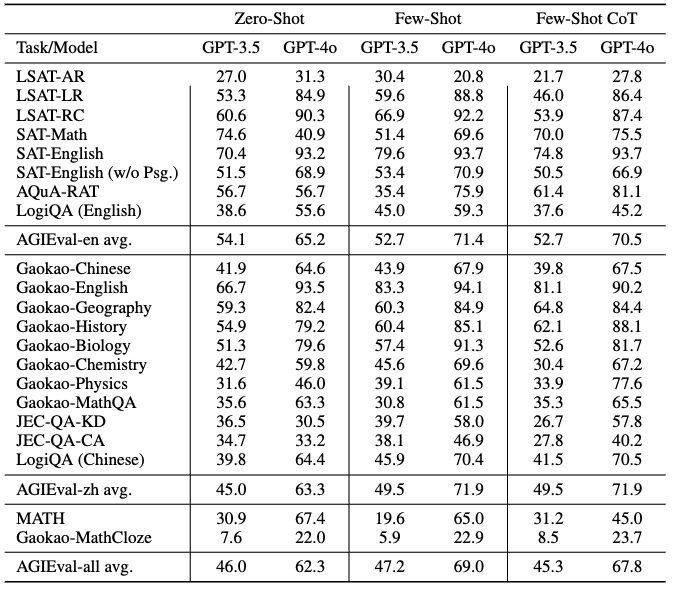 Zero-Shot Few-Shot Few-Shot CoT
Task/Model GPT-3.5 GPT-4o GPT-3.5 GPT-4o GPT-3.5 GPT-4o
LSAT-AR 27.0 31.3 30.4 20.8 21.7 27.8
LSAT-LR 53.3 84.9 59.6 88.8 46.0 86.4
LSAT-RC 60.6 90.3 66.9 92.2 53.9 87.4
SAT-Math 74.6 40.9 51.4 69.6 70.0 75.5
SAT-English 70.4 93.2 79.6 93.7 74.8 93.7
SAT-English (w/o Psg.) 51.5 68.9 53.4 70.9 50.5 66.9
AQuA-RAT 56.7 56.7 35.4 75.9 61.4 81.1
LogiQA (English) 38.6 55.6 45.0 59.3 37.6 45.2
AGIEval-en avg. 54.1 65.2 52.7 71.4 52.7 70.5
Gaokao-Chinese 41.9 64.6 43.9 67.9 39.8 67.5
Gaokao-English 66.7 93.5 83.3 94.1 81.1 90.2
Gaokao-Geography 59.3 82.4 60.3 84.9 64.8 84.4
Gaokao-History 54.9 79.2 60.4 85.1 62.1 88.1
Gaokao-Biology 51.3 79.6 57.4 91.3 52.6 81.7
Gaokao-Chemistry 42.7 59.8 45.6 69.6 30.4 67.2
Gaokao-Physics 31.6 46.0 39.1 61.5 33.9 77.6
Gaokao-MathQA 35.6 63.3 30.8 61.5 35.3 65.5
JEC-QA-KD 36.5 30.5 39.7 58.0 26.7 57.8
JEC-QA-CA 34.7 33.2 38.1 46.9 27.8 40.2
LogiQA (Chinese) 39.8 64.4 45.9 70.4 41.5 70.5
AGIEval-zh avg. 45.0 63.3 49.5 71.9 49.5 71.9
MATH 30.9 67.4 19.6 65.0 31.2 45.0
Gaokao-MathCloze 7.6 22.0 5.9 22.9 8.5 23.7
AGIEval-all avg. 46.0 62.3 47.2 69.0 45.3 67.8